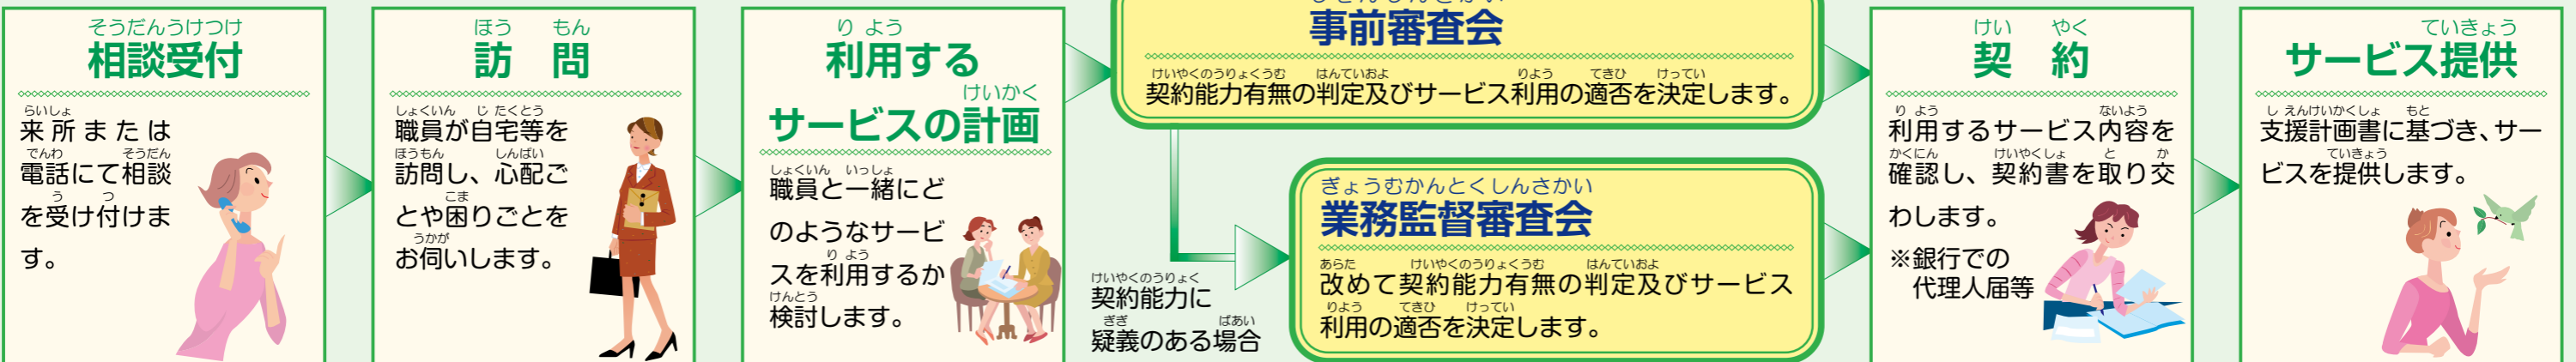 そうだんうけつけ
相談受付
らいしょ
来所または
でんわ そうだん
電話にて相談
う つ
を受け付けま
す。
ほう もん
訪問
しょくいん じ たくとう
職員が自宅等を
ほうもん しんぱい
訪問し、心配ご
こま
とや困りごとを
うかが
お伺いします。
り よう
利用する
けいかく
サービスの計画
しょくいん いっしょ
職員と一緒にど
のようなサービ
り よう
スを利用するか
けんとう
検討します。
事前審査会
けいやくのうりょくうむ はんていおよ りよう てきひ けってい
契約能力有無の判定及びサービス利用の適否を決定します。
けいやくのうりょく
契約能力に
ぎぎ ばあい
疑義のある場合
ぎょうむかんとくしんさかい
業務監督審査会
あらた けいやくのうりょくうむ はんていおよ
改めて契約能力有無の判定及びサービス
りよう てきひ けってい
利用の適否を決定します。
けい やく
契約
り よう ないよう
利用するサービス内容を
かくにん けいやくしょ と か
確認し、契約書を取り交
わします。
※銀行での
代理人届等
ていきょう
サービス提供
し えんけいかくしょ もと
支援計画書に基づき、サー
ていきょう
ビスを提供します。